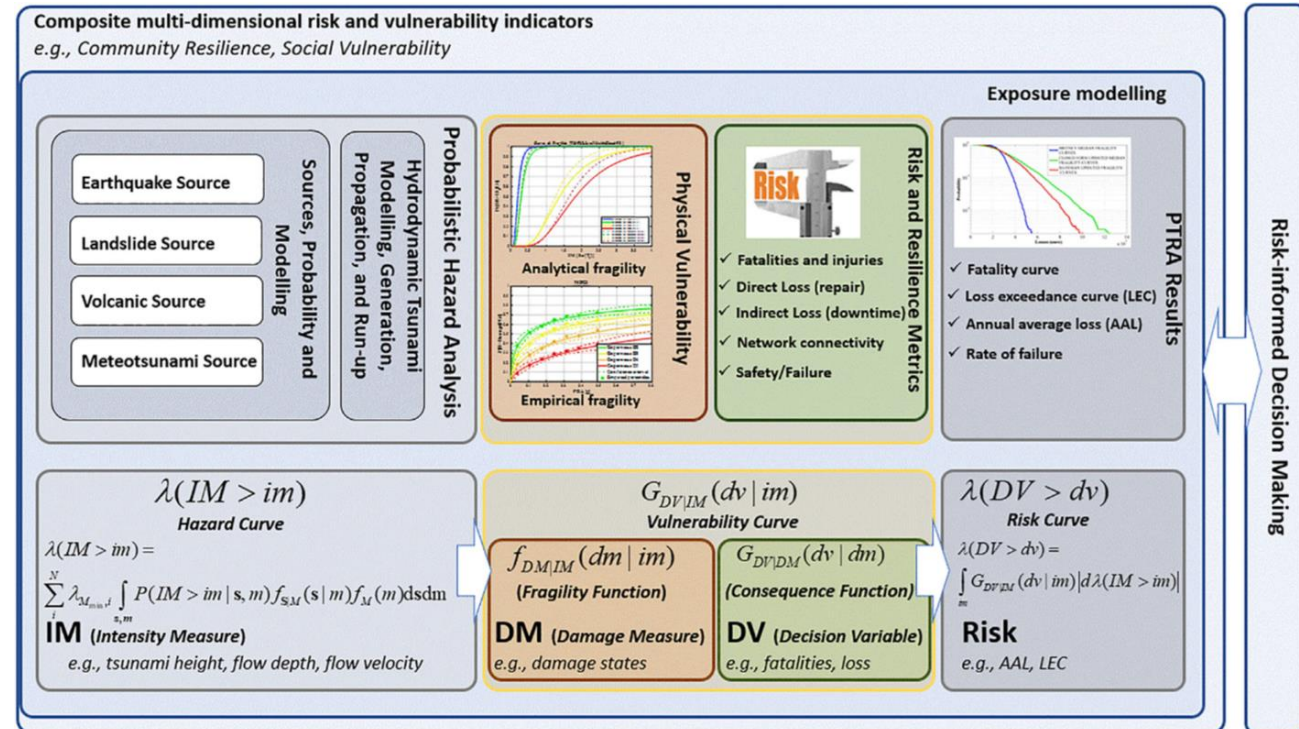 Composite multi-dimensional risk and vulnerability indicators
e.g., Community Resilience, Social Vulnerability
Exposure modelling
Earthquake Source
Landslide Source
Volcanic Source
Meteotsunami Source
Sources, Probability and
Modelling
Hydrodynamic Tsunami
Modelling, Generation,
Propagation, and Run-up
Probabilistic Hazard Analysis
Analytical fragility
Empirical fragility
Physical Vulnerability
Risk
✓ Fatalities and injuries
✓ Direct Loss (repair)
✓ Indirect Loss (downtime)
✓ Network connectivity
✓ Safety/Failure
Risk and Resilience Metrics
✓ Fatality curve
✓ Loss exceedance curve (LEC)
✓ Annual average loss (AAL)
✓ Rate of failure
PTRA Results
Risk-informed Decision Making
λ(IM > im)
Hazard Curve
λ(IM > im) =
∑ᵢᴺ λ_{M_{min},i} ∫_{s,m} P(IM > im | s, m) f_{S|M}(s | m) f_M(m)dsdm
IM (Intensity Measure)
e.g., tsunami height, flow depth, flow velocity
G_{DV|IM}(dv | im)
Vulnerability Curve
f_{DM|IM}(dm | im)
(Fragility Function)
DM (Damage Measure)
e.g., damage states
G_{DV|DM}(dv | dm)
(Consequence Function)
DV (Decision Variable)
e.g., fatalities, loss
λ(DV > dv)
Risk Curve
λ(DV > dv) =
∫_{im} G_{DV|DM}(dv | im)|dλ(IM > im)|
Risk
e.g., AAL, LEC